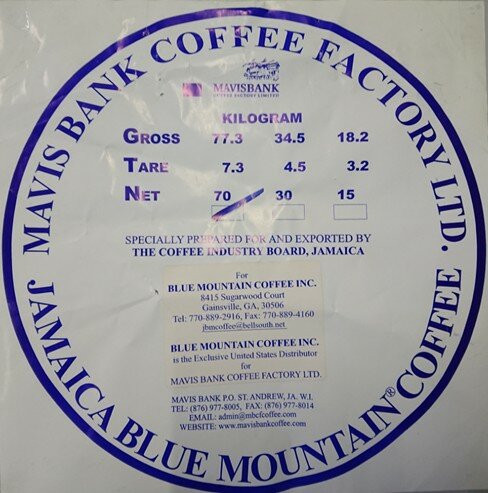 MAVIS BANK COFFEE FACTORY LTD.
MAVISBANK
COFFEE FACTORY LIMITED
KILOGRAM
GROSS 77.3 34.5 18.2
TARE 7.3 4.5 3.2
NET 70 30 15
SPECIALLY PREPARED FOR AND EXPORTED BY
THE COFFEE INDUSTRY BOARD, JAMAICA
For
BLUE MOUNTAIN COFFEE INC.
8415 Sugarwood Court
Gainsville, GA, 30506
Tel: 770-889-2916, Fax: 770-889-4160
jbmcoffee@bellsouth.net
BLUE MOUNTAIN COFFEE INC.
is the Exclusive United States Distributor
for
MAVIS BANK COFFEE FACTORY LTD.
MAVIS BANK P.O. ST. ANDREW, JA. W.I.
TEL: (876) 977-8005, FAX: (876) 977-8014
EMAIL: admin@mbcfcoffee.com
WEBSITE: www.mavisbankcoffee.com
JAMAICA BLUE MOUNTAIN® COFFEE